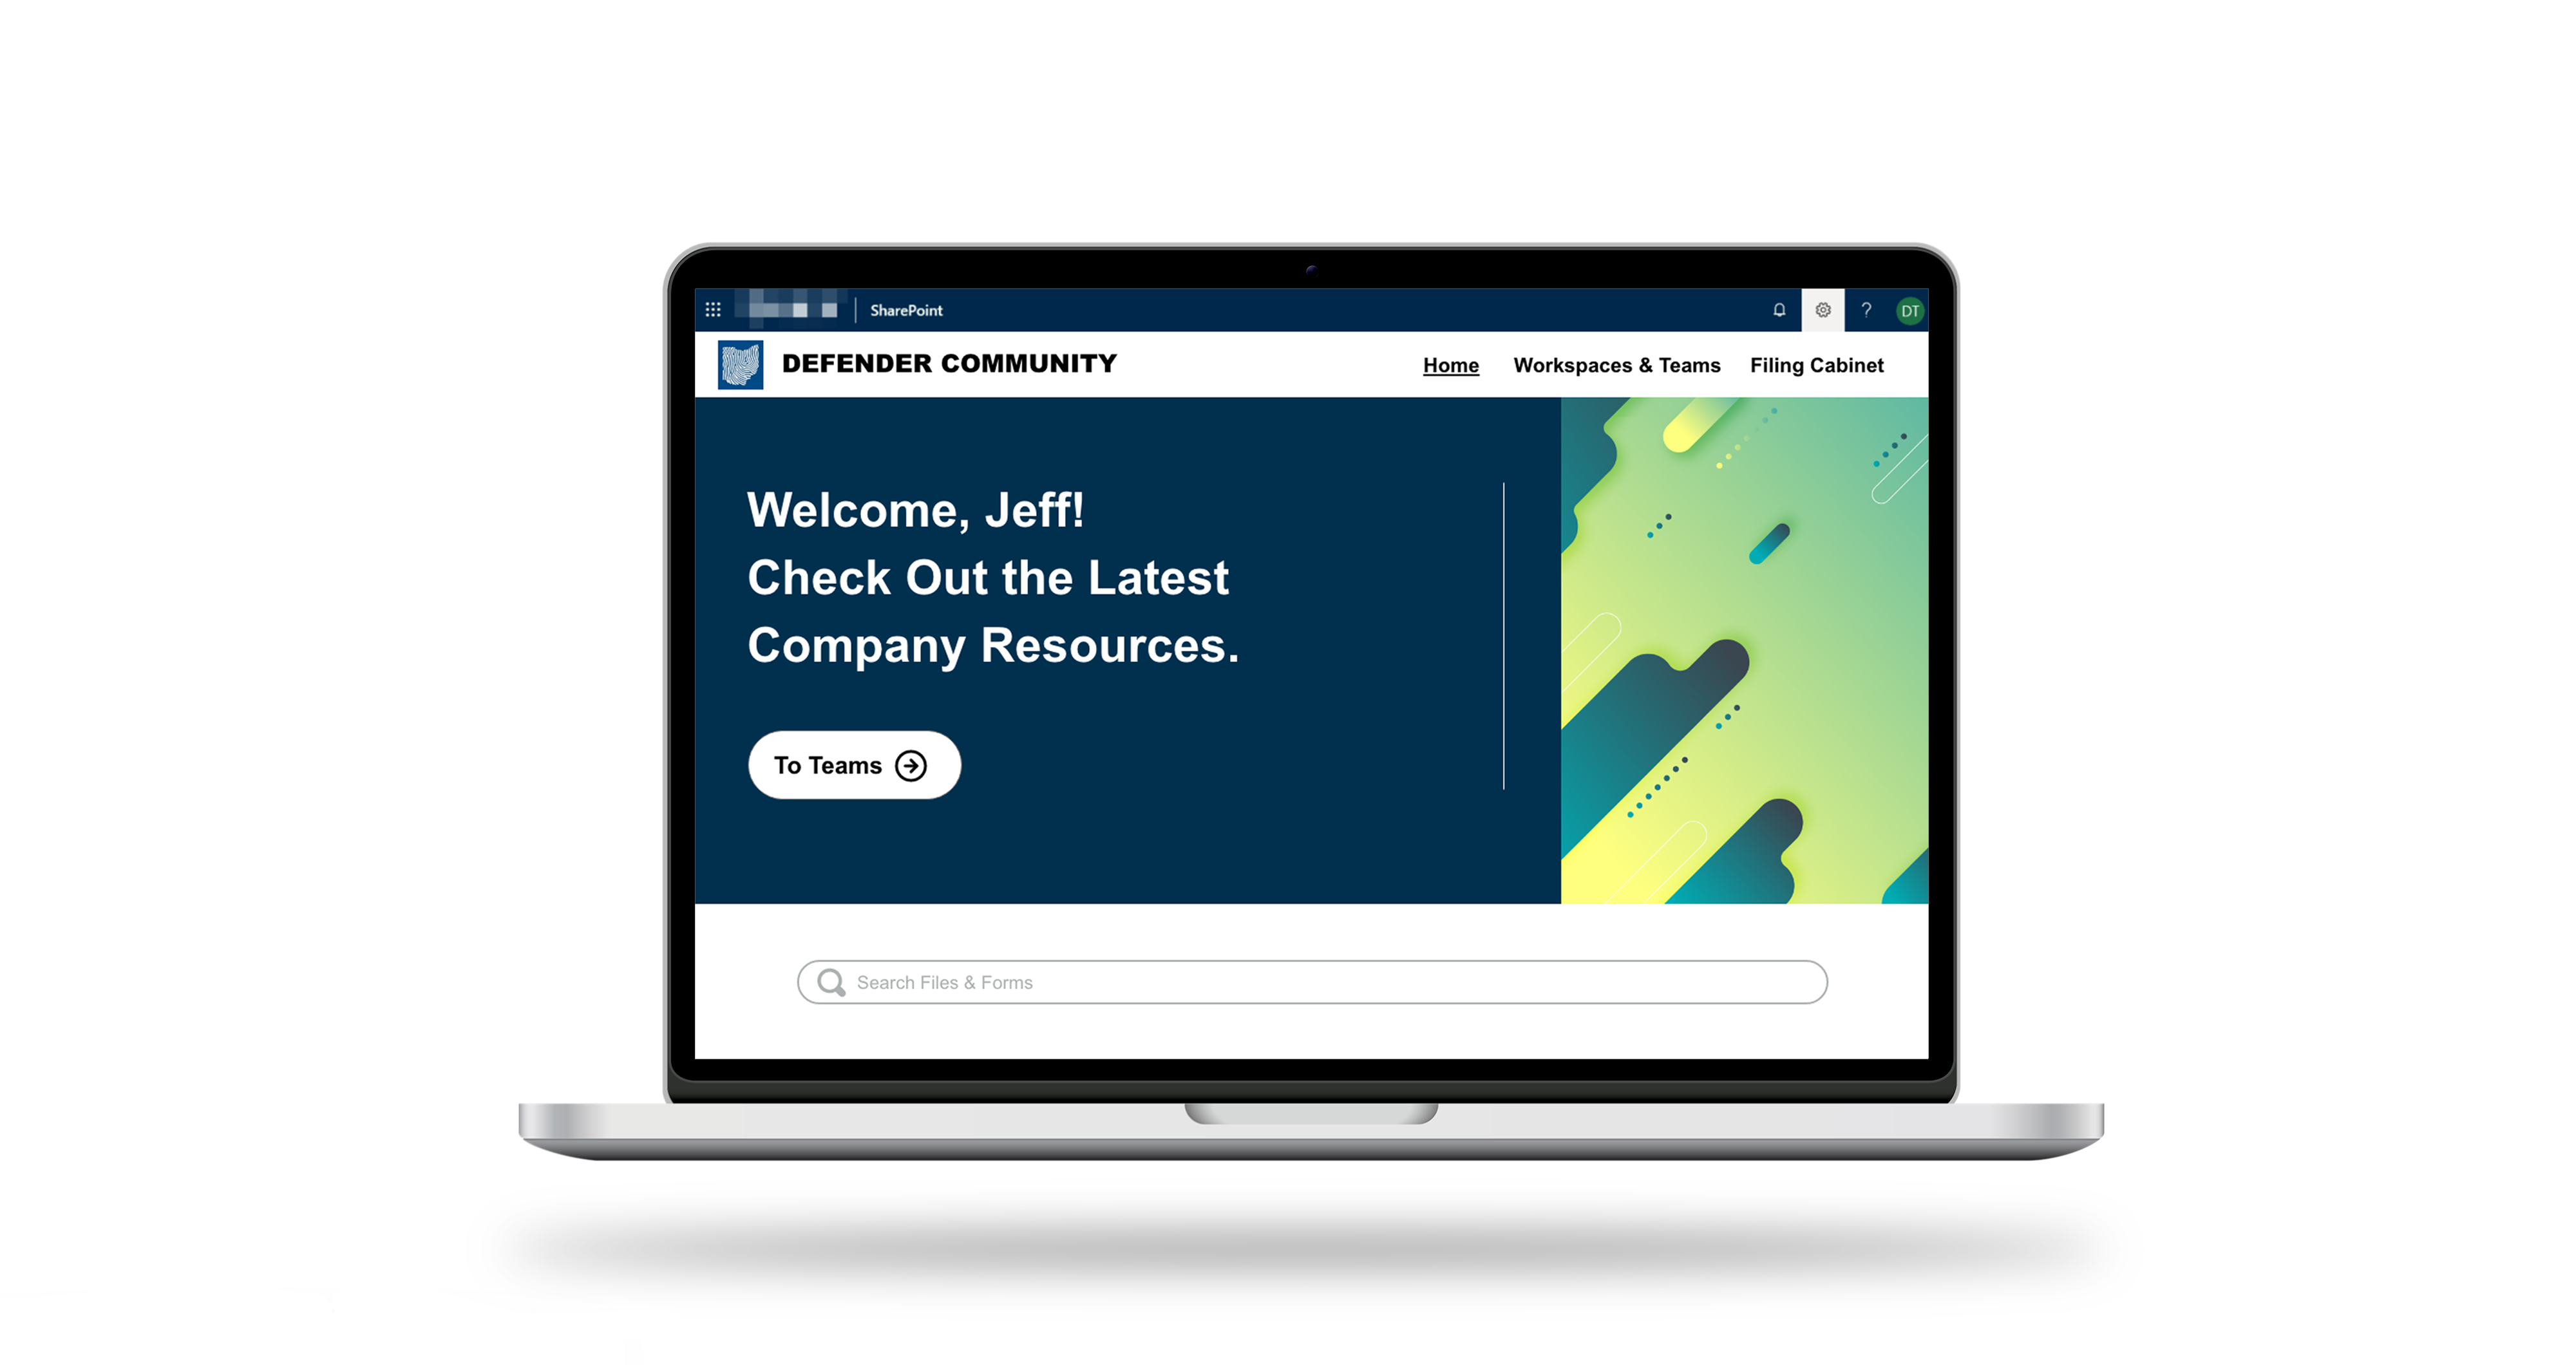 SharePoint
?
DT
DEFENDER COMMUNITY
Home
Workspaces & Teams
Filing Cabinet
Welcome, Jeff!
Check Out the Latest
Company Resources.
To Teams
Search Files & Forms